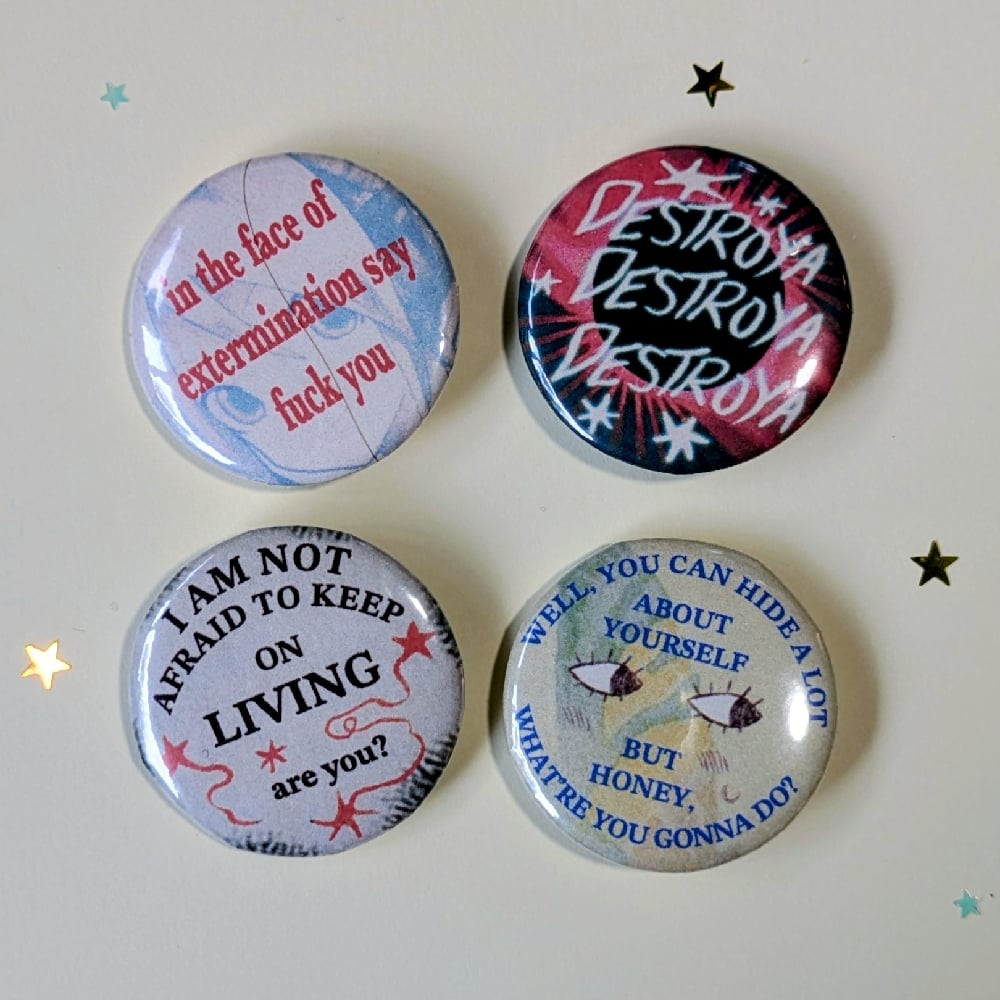 in the face of
extermination say
fuck you
DESTROYA
DESTROYA
DESTROYA
I AM NOT
AFRAID TO KEEP
ON
LIVING
are you?
WELL, YOU CAN HIDE A LOT
ABOUT
YOURSELF
BUT
HONEY,
WHAT'RE YOU GONNA DO?